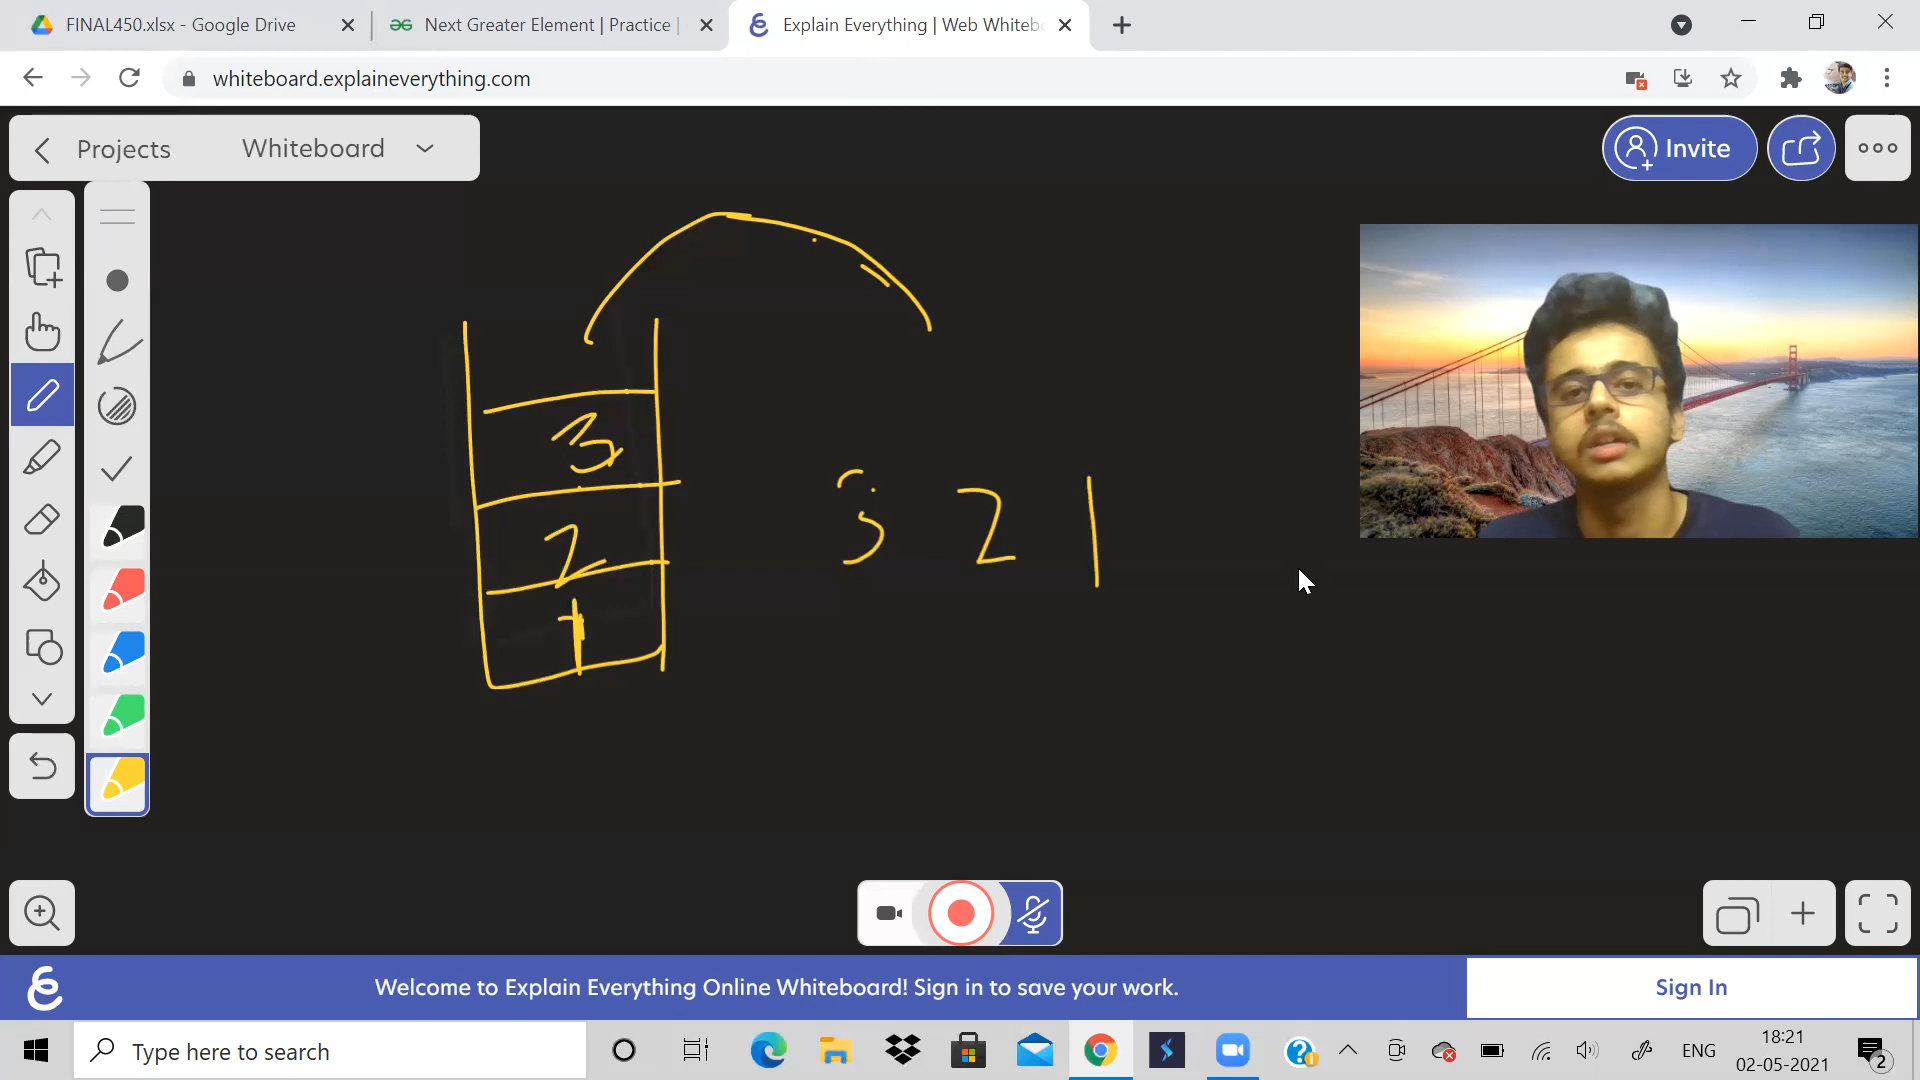 FINAL450.xlsx - Google Drive
Next Greater Element | Practice |
Explain Everything | Web Whitebo
whiteboard.explaineverything.com
Projects
Whiteboard
Invite
3
2
1
3 2 1
Welcome to Explain Everything Online Whiteboard! Sign in to save your work.
Sign In
Type here to search
ENG
18:21
02-05-2021
2